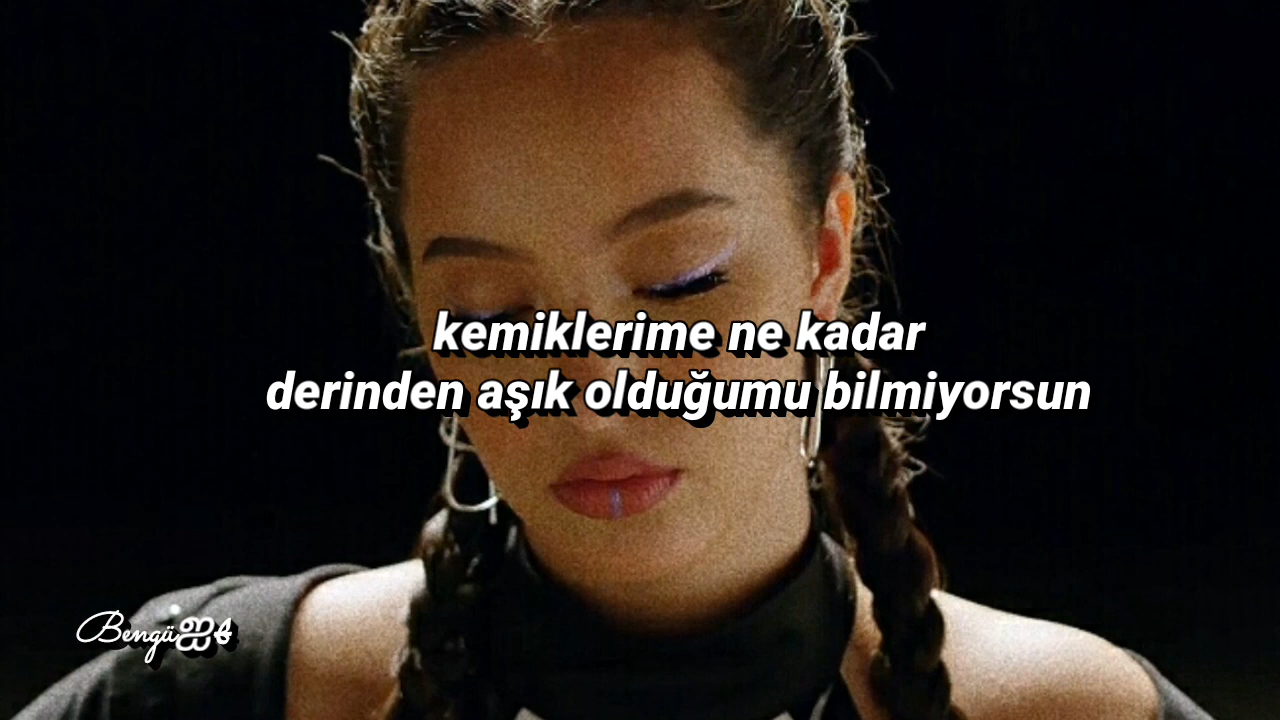 kemiklerime ne kadar
derinden aşık olduğumu bilmiyorsun
Bengü